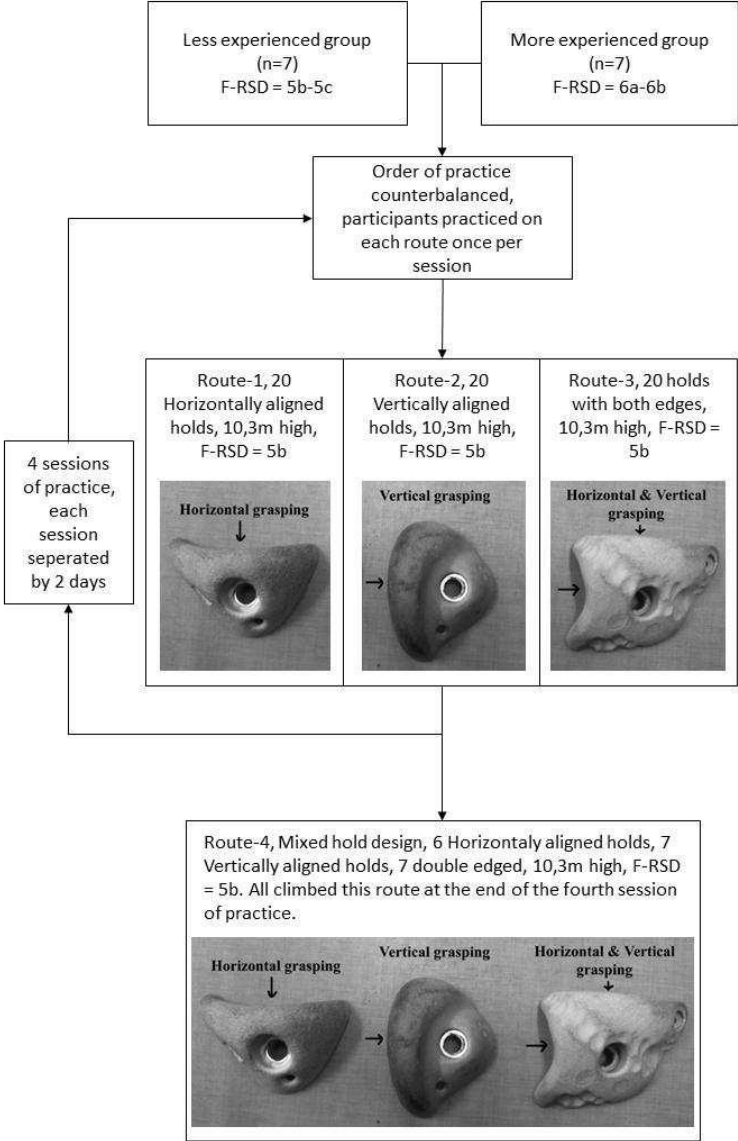 Less experienced group
(n=7)
F-RSD = 5b-5c
More experienced group
(n=7)
F-RSD = 6a-6b
Order of practice
counterbalanced,
participants practiced on
each route once per
session
4 sessions
of practice,
each
session
seperated
by 2 days
Route-1, 20
Horizontally aligned
holds, 10,3m high,
F-RSD = 5b
Horizontal grasping
Route-2, 20
Vertically aligned
holds, 10,3m high,
F-RSD = 5b
Vertical grasping
Route-3, 20 holds
with both edges,
10,3m high, F-RSD =
5b
Horizontal & Vertical
grasping
Route-4, Mixed hold design, 6 Horizontaly aligned holds, 7
Vertically aligned holds, 7 double edged, 10,3m high, F-RSD
= 5b. All climbed this route at the end of the fourth session
of practice.
Horizontal grasping
Vertical grasping
Horizontal & Vertical
grasping